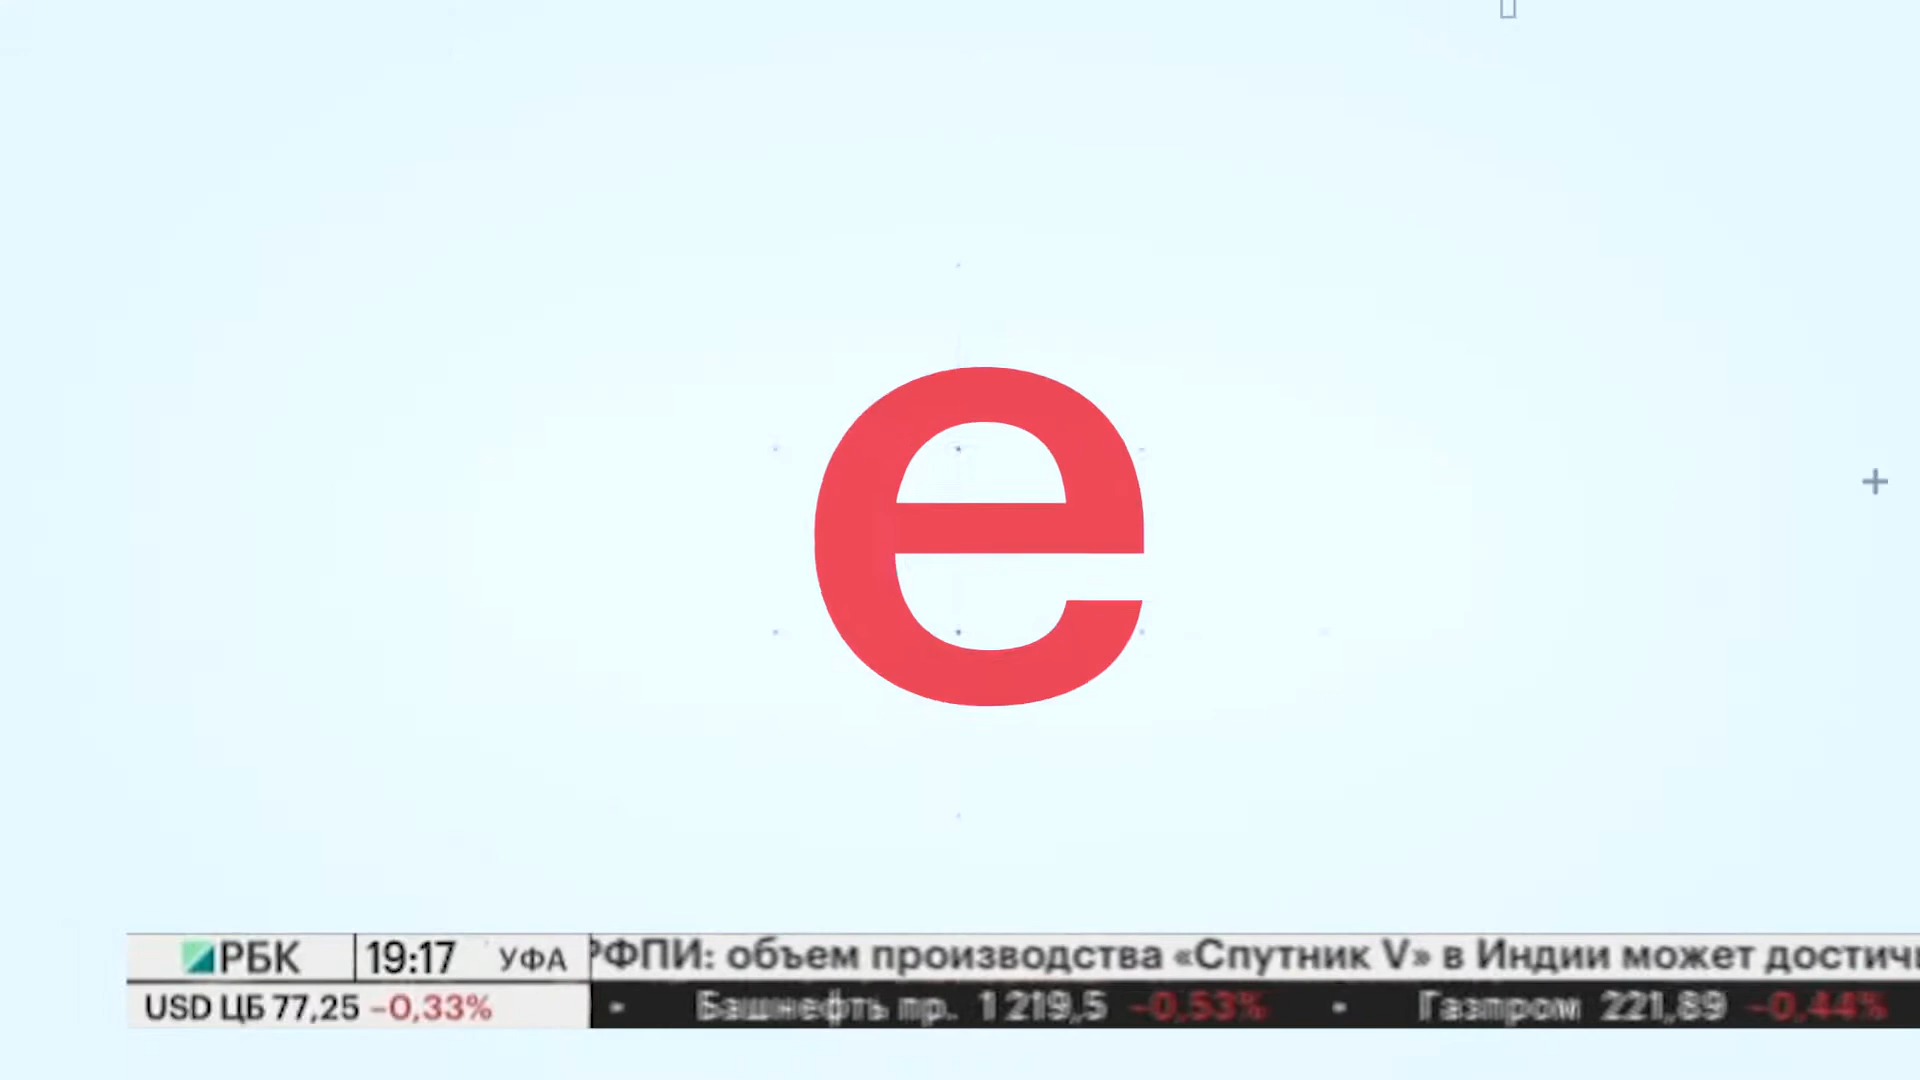 e
РБК 19:17 УФА РФПИ: объем производства «Спутник V» в Индии может достичь
USD ЦБ 77,25 -0,33% • Башнефть пр. 1 219,5 -0,53% • Газпром 221,89 -0,44%